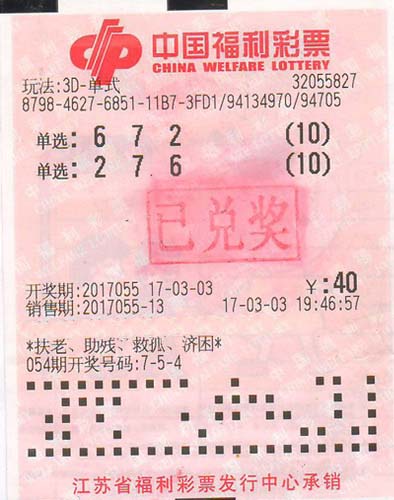 中国福利彩票
CHINA WELFARE LOTTERY
玩法:3D-单式 32055827
8798-4627-6851-11B7-3FD1/94134970/94705
单选: 6 7 2 (10)
单选: 2 7 6 (10)
已兑奖
开奖期:2017055 17-03-03 ¥:40
销售期:2017055-13 17-03-03 19:46:57
*扶老、助残、救孤、济困*
054期开奖号码:7-5-4
江苏省福利彩票发行中心承销